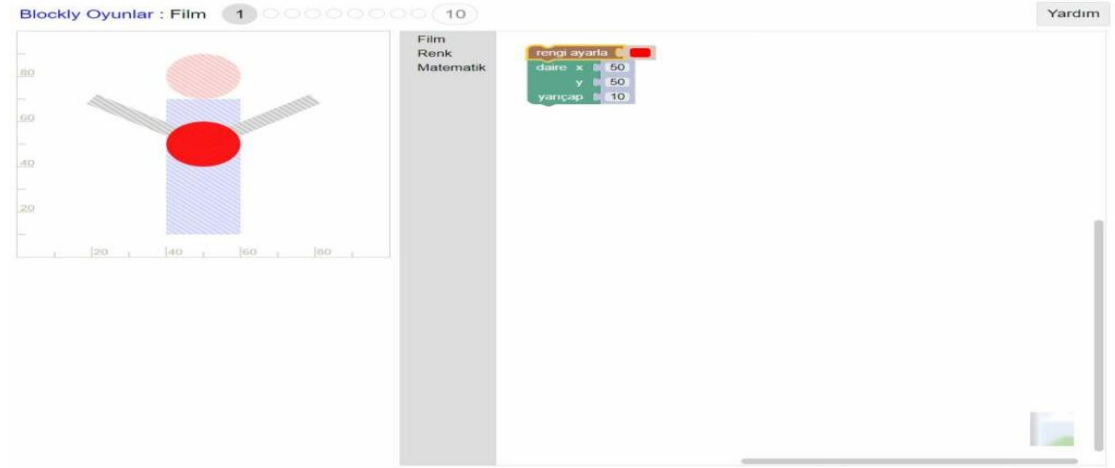 Blockly Oyunlar : Film 1 10 Yardım
Film
Renk
Matematik
rengi ayarla
daire x 50
y 50
yarıçap 10
80
60
40
20
20 40 60 80